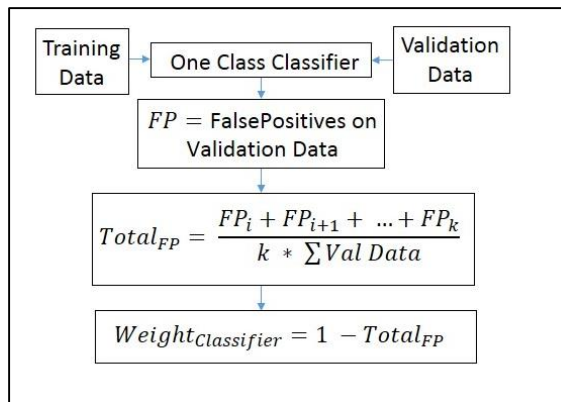 Training
Data
One Class Classifier
Validation
Data
FP = FalsePositives on
Validation Data
Total_FP = (FP_i + FP_{i+1} + ... + FP_k) / (k * ∑ Val Data)
Weight_Classifier = 1 − Total_FP